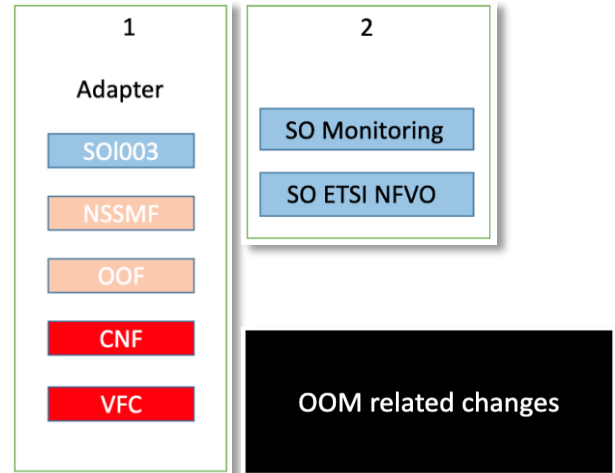 1
Adapter
SOl003
NSSMF
OOF
CNF
VFC
2
SO Monitoring
SO ETSI NFVO
OOM related changes